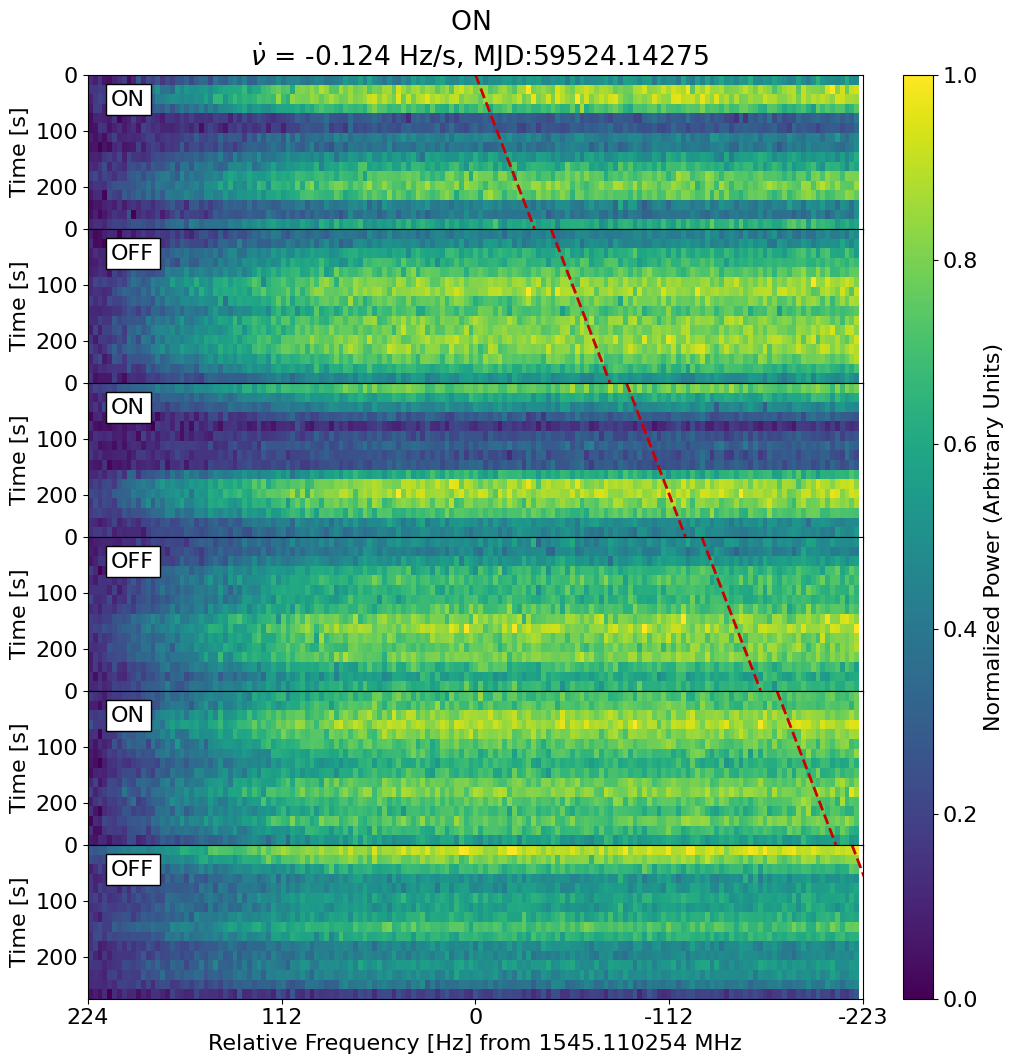 ON
ν̇ = -0.124 Hz/s, MJD:59524.14275
0
ON
100
200
Time [s]
0
OFF
100
200
Time [s]
0
ON
100
200
Time [s]
0
OFF
100
200
Time [s]
0
ON
100
200
Time [s]
0
OFF
100
200
Time [s]
224 112 0 -112 -223
Relative Frequency [Hz] from 1545.110254 MHz
1.0
0.8
0.6
0.4
0.2
0.0
Normalized Power (Arbitrary Units)